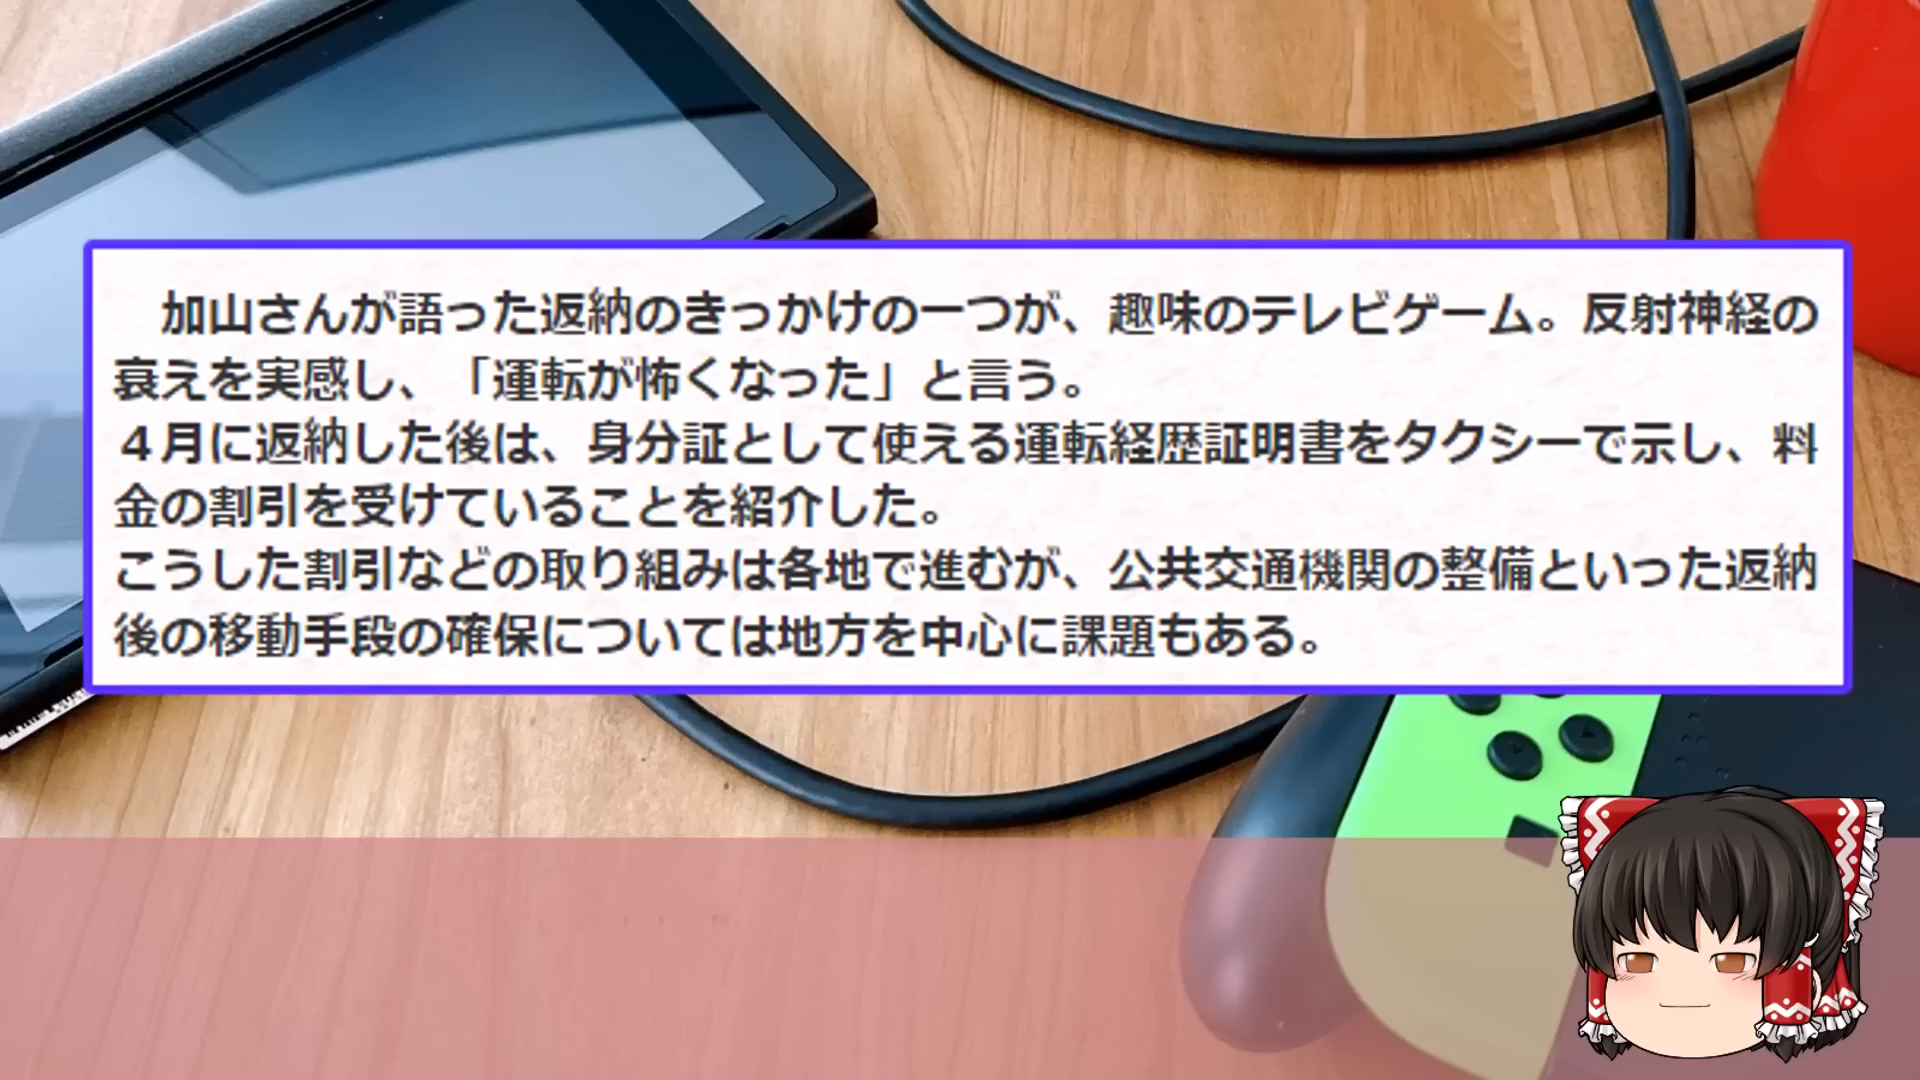 加山さんが語った返納のきっかけの一つが、趣味のテレビゲーム。反射神経の
衰えを実感し、「運転が怖くなった」と言う。
４月に返納した後は、身分証として使える運転経歴証明書をタクシーで示し、料
金の割引を受けていることを紹介した。
こうした割引などの取り組みは各地で進むが、公共交通機関の整備といった返納
後の移動手段の確保については地方を中心に課題もある。